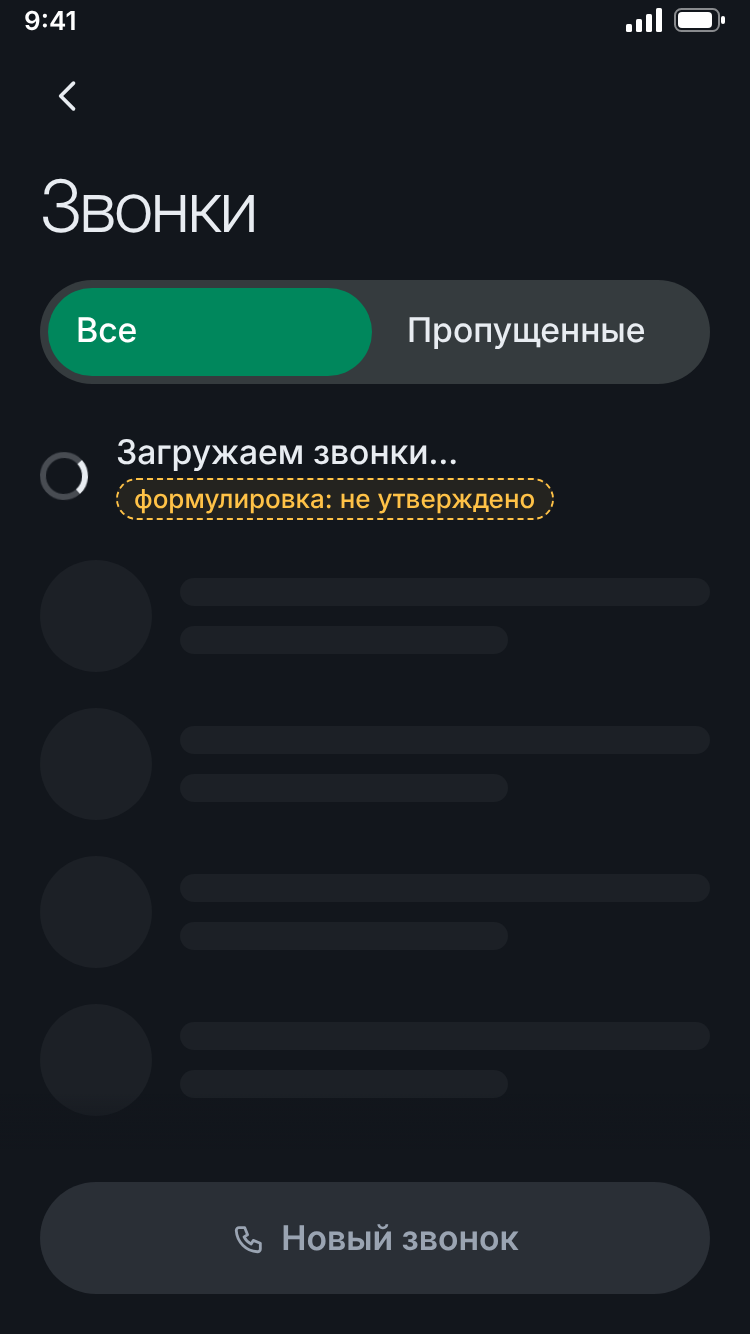 9:41
Звонки
Все
Пропущенные
Загружаем звонки...
формулировка: не утверждено
Новый звонок